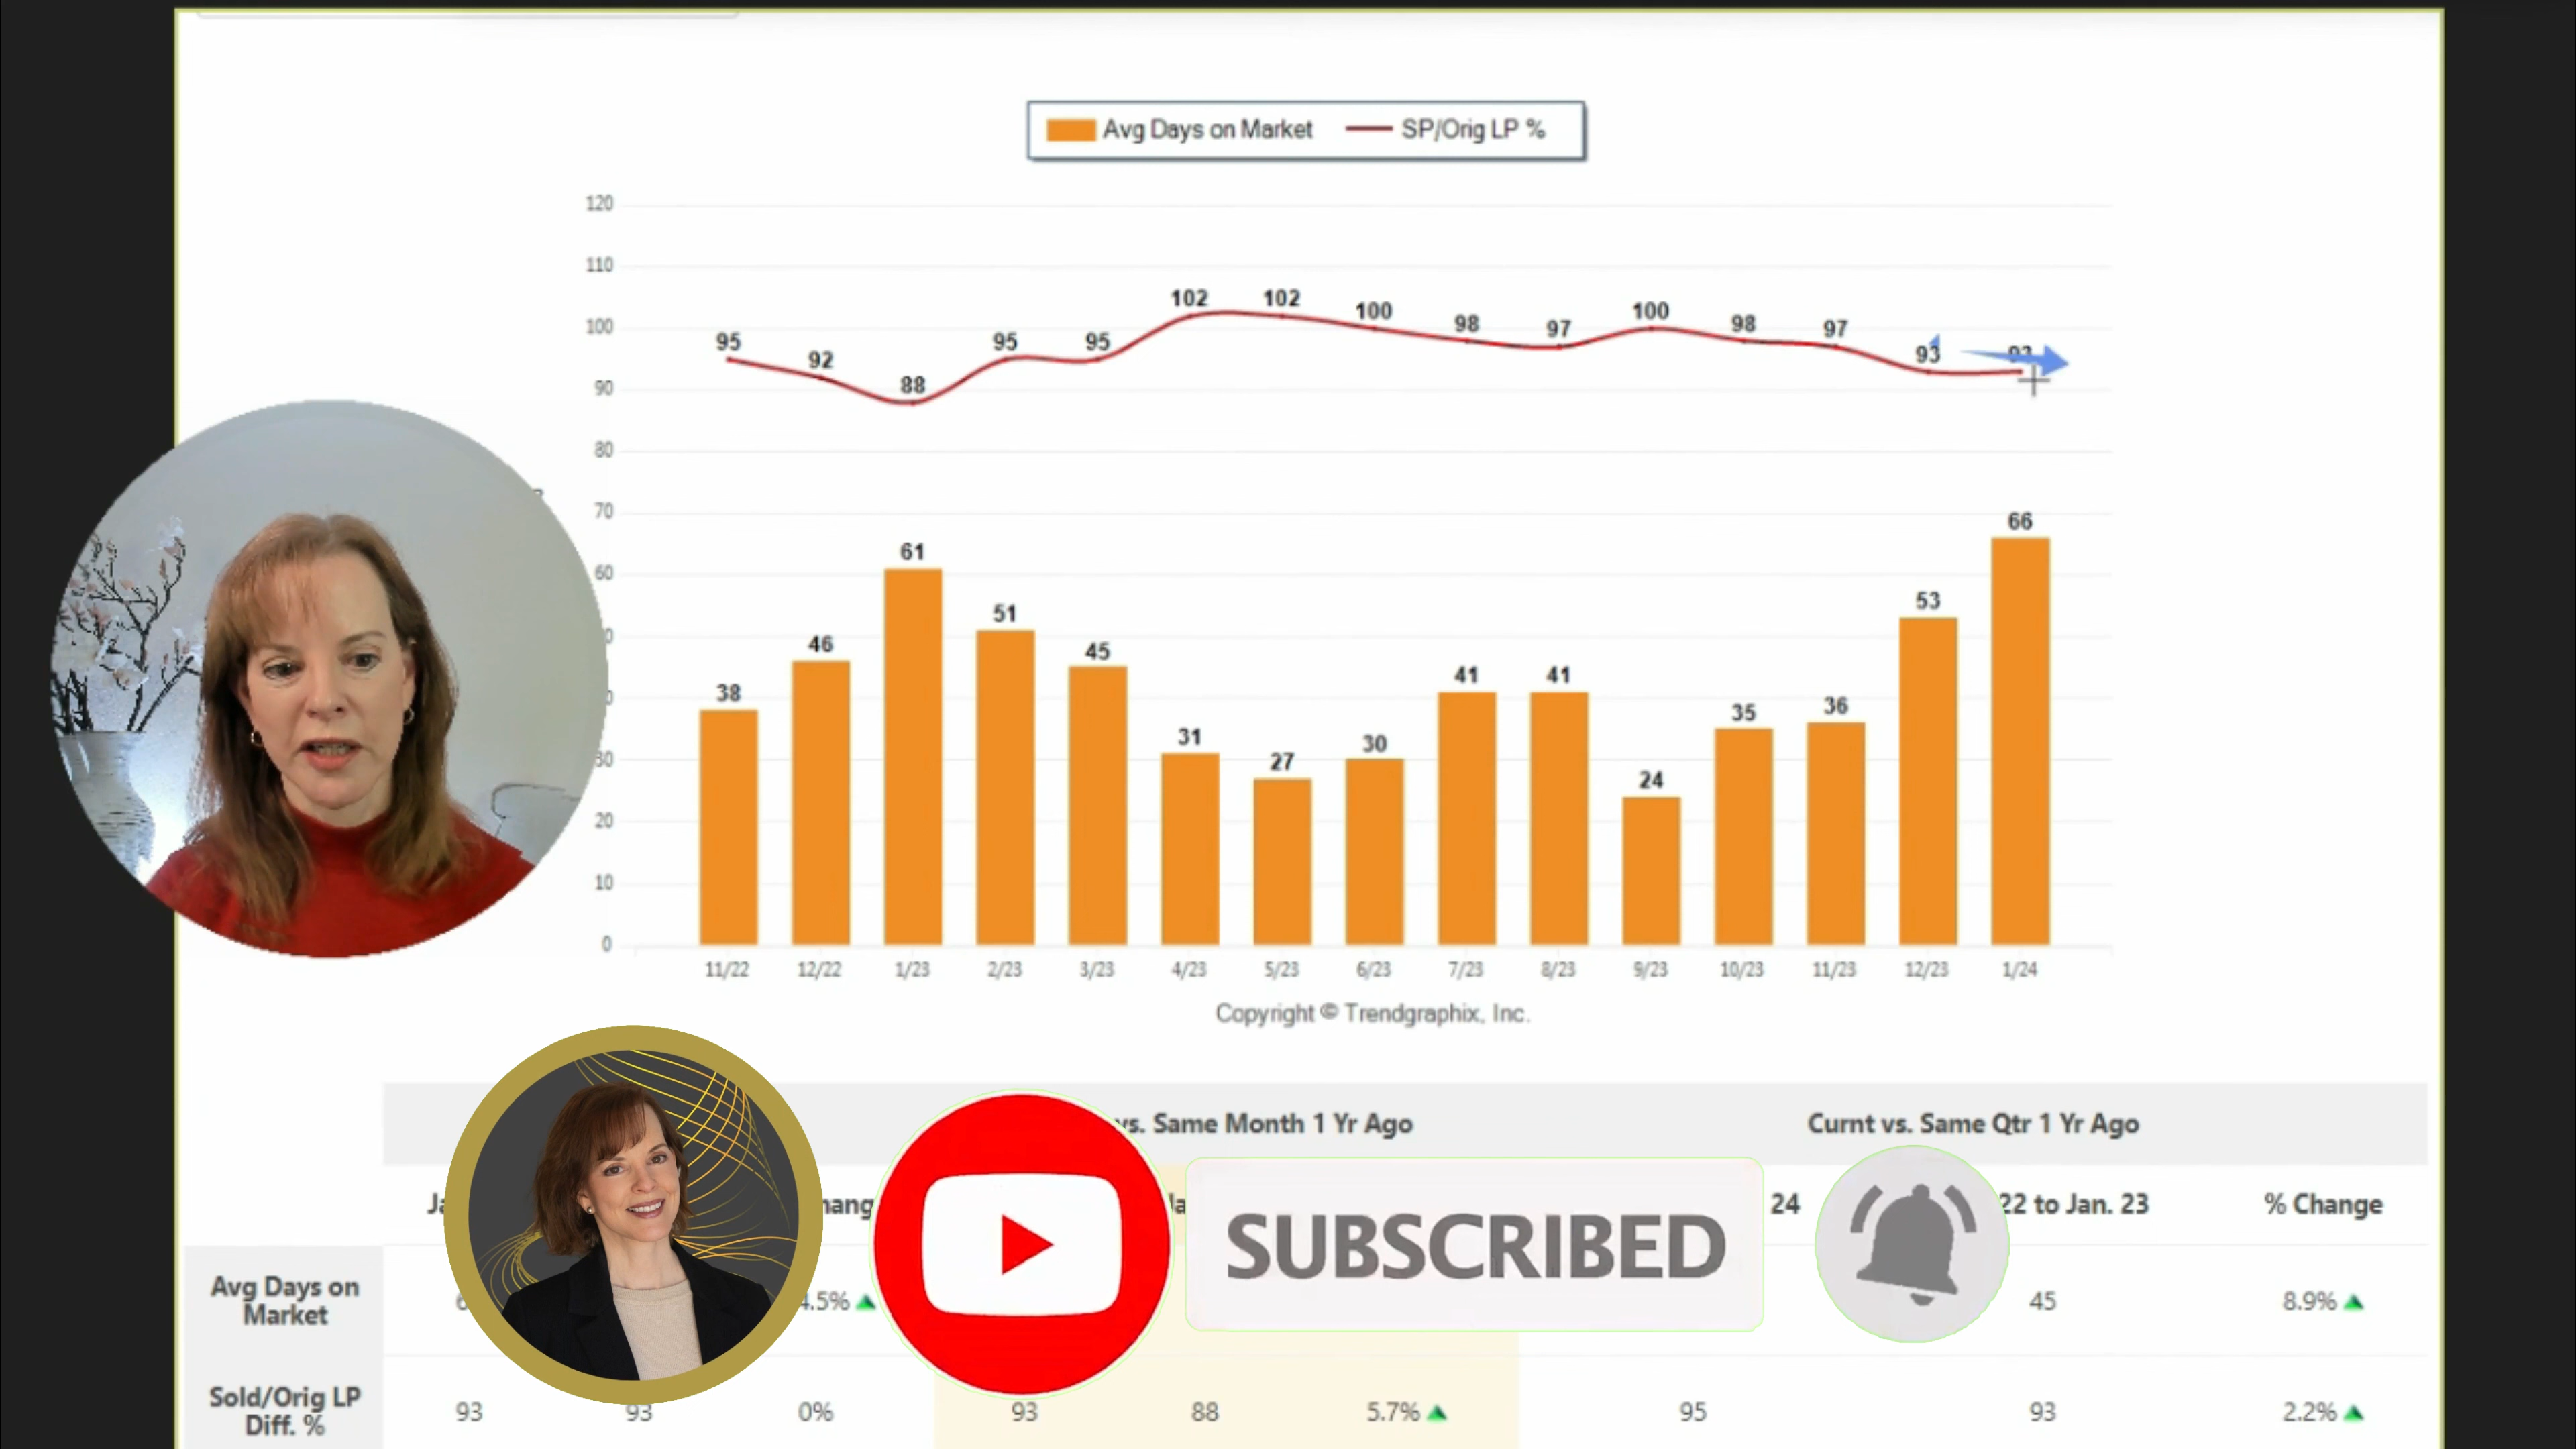 Avg Days on Market SP/Orig LP %
120
110
100
90
80
70
60
20
10
0
95 92 88 95 95 102 102 100 98 97 100 98 97 93
38 46 61 51 45 31 27 30 41 41 24 35 36 53 66
11/22 12/22 1/23 2/23 3/23 4/23 5/23 6/23 7/23 8/23 9/23 10/23 11/23 12/23 1/24
Copyright © Trendgraphix, Inc.
vs. Same Month 1 Yr Ago Curnt vs. Same Qtr 1 Yr Ago
24 22 to Jan. 23 % Change
SUBSCRIBED
Avg Days on
Market
4.5% 45 8.9%
Sold/Orig LP
Diff. %
93 93 0% 93 88 5.7% 95 93 2.2%